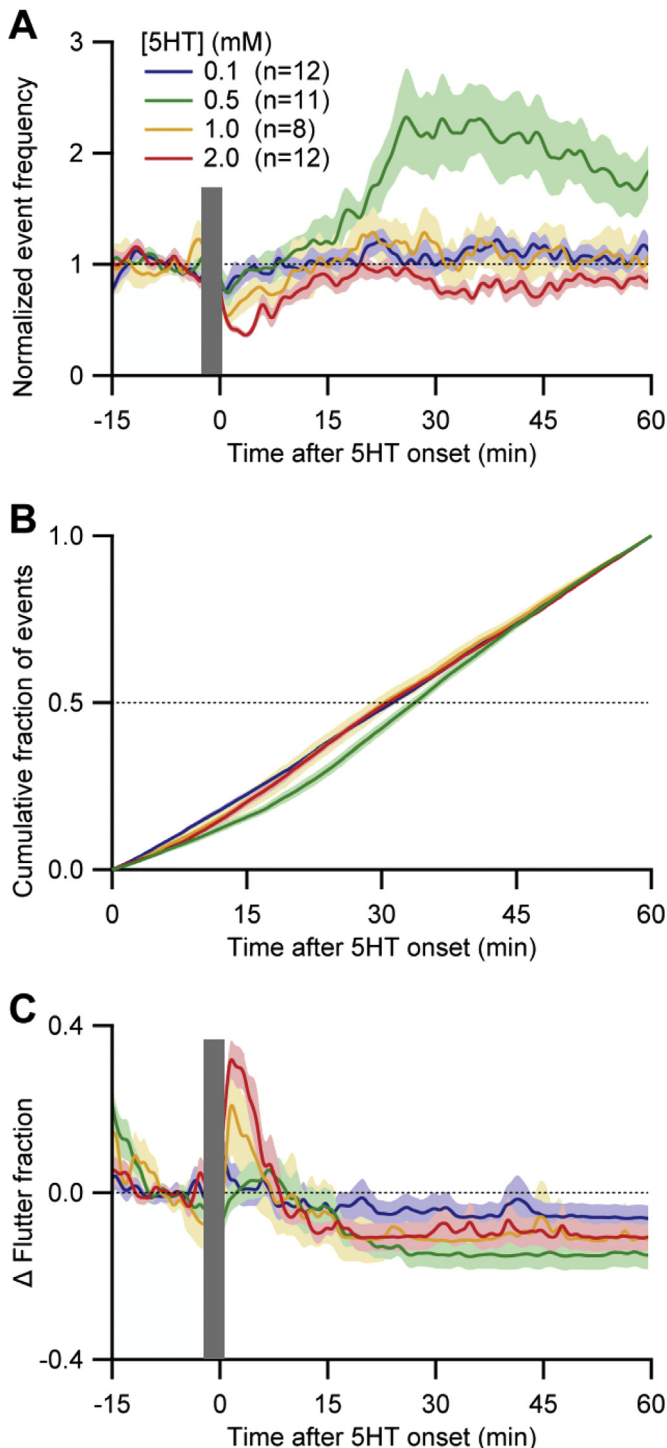 A
[5HT] (mM)
0.1 (n=12)
0.5 (n=11)
1.0 (n=8)
2.0 (n=12)
Normalized event frequency
3
2
1
0
-15 0 15 30 45 60
Time after 5HT onset (min)
B
Cumulative fraction of events
1.0
0.5
0.0
0 15 30 45 60
Time after 5HT onset (min)
C
Δ Flutter fraction
0.4
0.0
-0.4
-15 0 15 30 45 60
Time after 5HT onset (min)